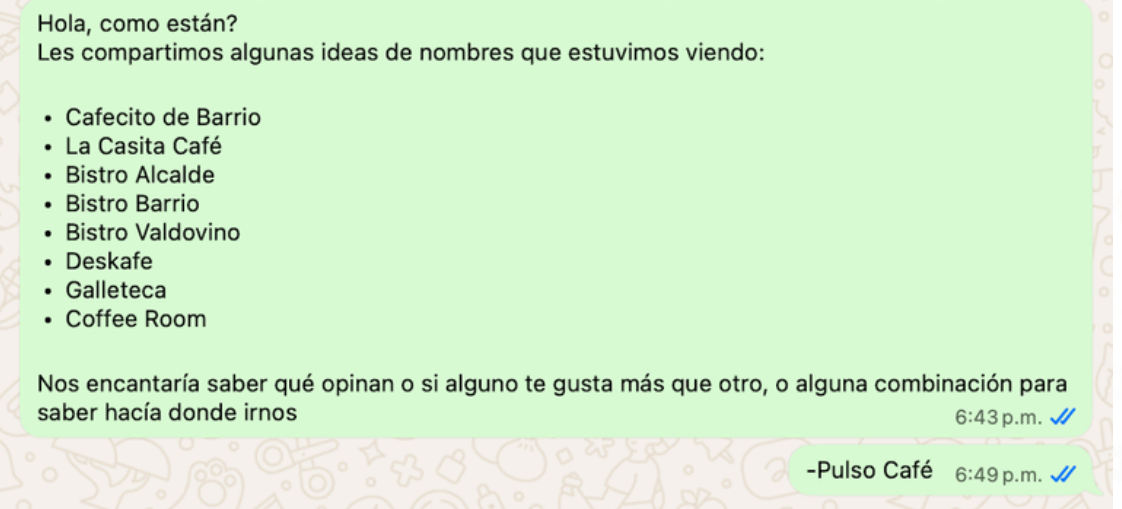 Hola, como están?
Les compartimos algunas ideas de nombres que estuvimos viendo:
• Cafecito de Barrio
• La Casita Café
• Bistro Alcalde
• Bistro Barrio
• Bistro Valdovino
• Deskafe
• Galleteca
• Coffee Room
Nos encantaría saber qué opinan o si alguno te gusta más que otro, o alguna combinación para
saber hacía donde irnos
6:43 p.m.
-Pulso Café 6:49 p.m.